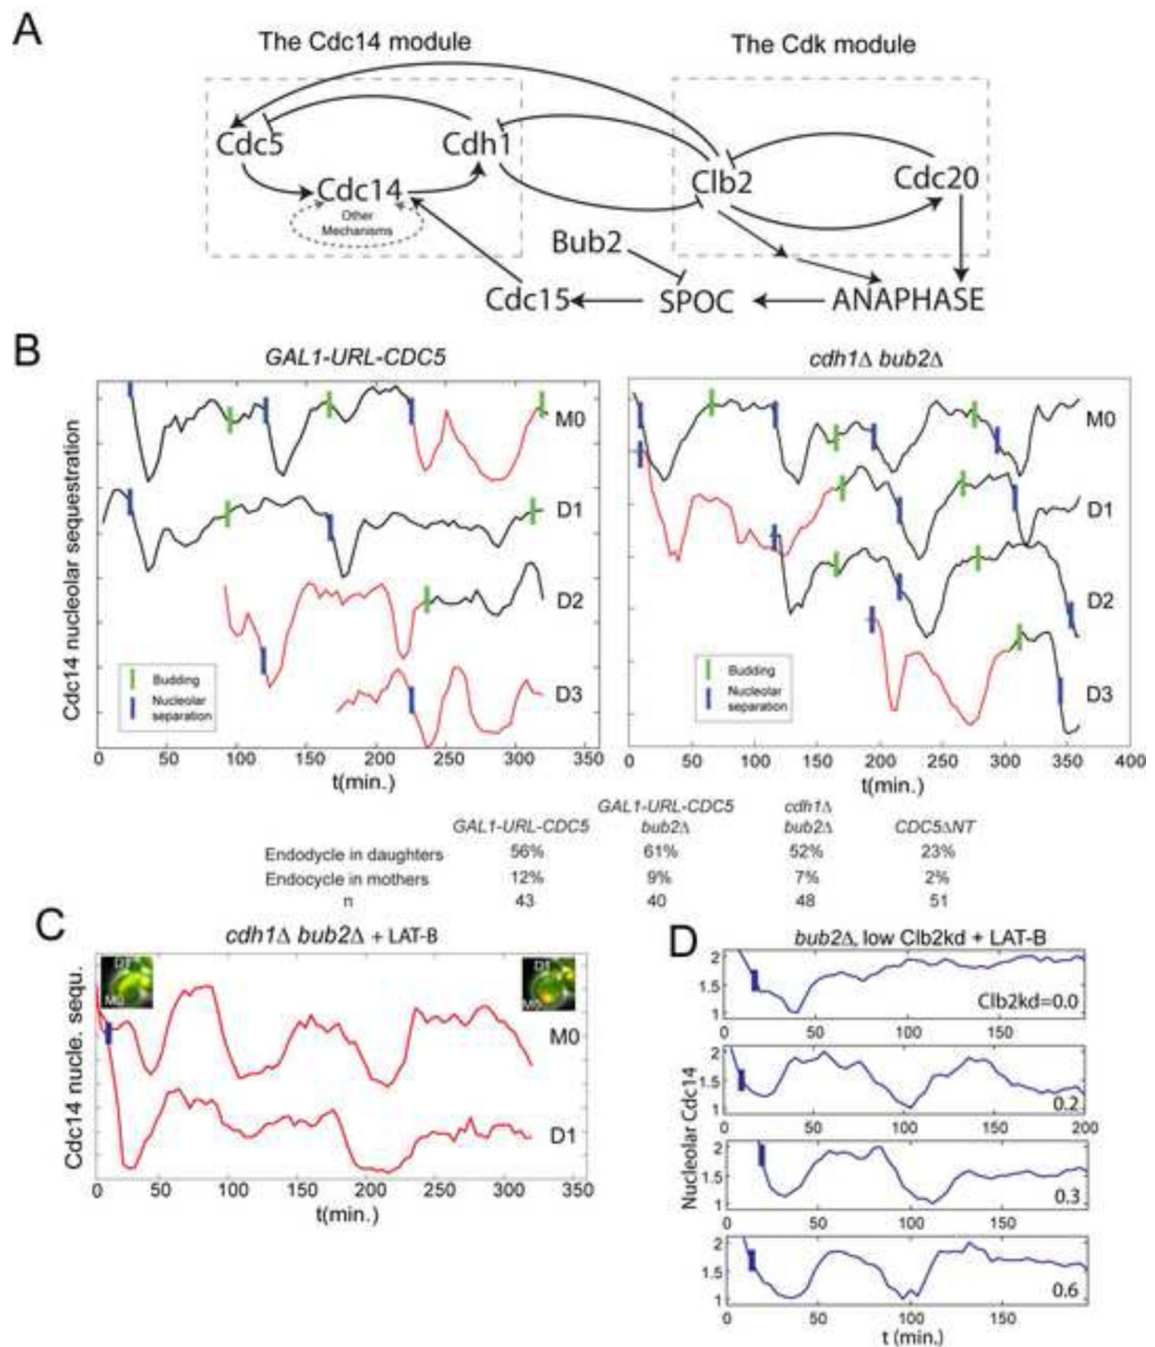 A
The Cdc14 module
The Cdk module
Cdc5
Cdh1
Clb2
Cdc20
Cdc14
Other
Mechanisms
Bub2
Cdc15
SPOC
ANAPHASE
B
GAL1-URL-CDC5
cdh1Δ bub2Δ
Cdc14 nucleolar sequestration
M0
D1
D2
D3
Budding
Nucleolar
separation
0 50 100 150 200 250 300 350
t(min.)
M0
D1
D2
D3
Budding
Nucleolar
separation
0 50 100 150 200 250 300 350 400
t(min.)
GAL1-URL-CDC5 cdh1Δ
GAL1-URL-CDC5 bub2Δ bub2Δ CDC5ΔNT
Endodycle in daughters 56% 61% 52% 23%
Endocycle in mothers 12% 9% 7% 2%
n 43 40 48 51
C
cdh1Δ bub2Δ + LAT-B
Cdc14 nucle. sequ.
D1
M0
D1
M0
M0
D1
0 50 100 150 200 250 300 350
t(min.)
D
bub2Δ, low Clb2kd + LAT-B
Nucleolar Cdc14
2
1.5
1
Clb2kd=0.0
0 50 100 150 200
2
1.5
1
0.2
0 50 100 150 200
2
1.5
1
0.3
0 50 100 150
2
1.5
1
0.6
0 50 100 150
t (min.)